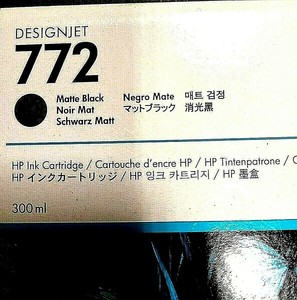 DESIGNJET
772
Matte Black Negro Mate 매트 검정
Noir Mat マットブラック 消光黑
Schwarz Matt
HP Ink Cartridge / Cartouche d'encre HP / HP Tintenpatrone /
HP インクカートリッジ / HP 잉크 카트리지 / HP 墨盒
300 ml